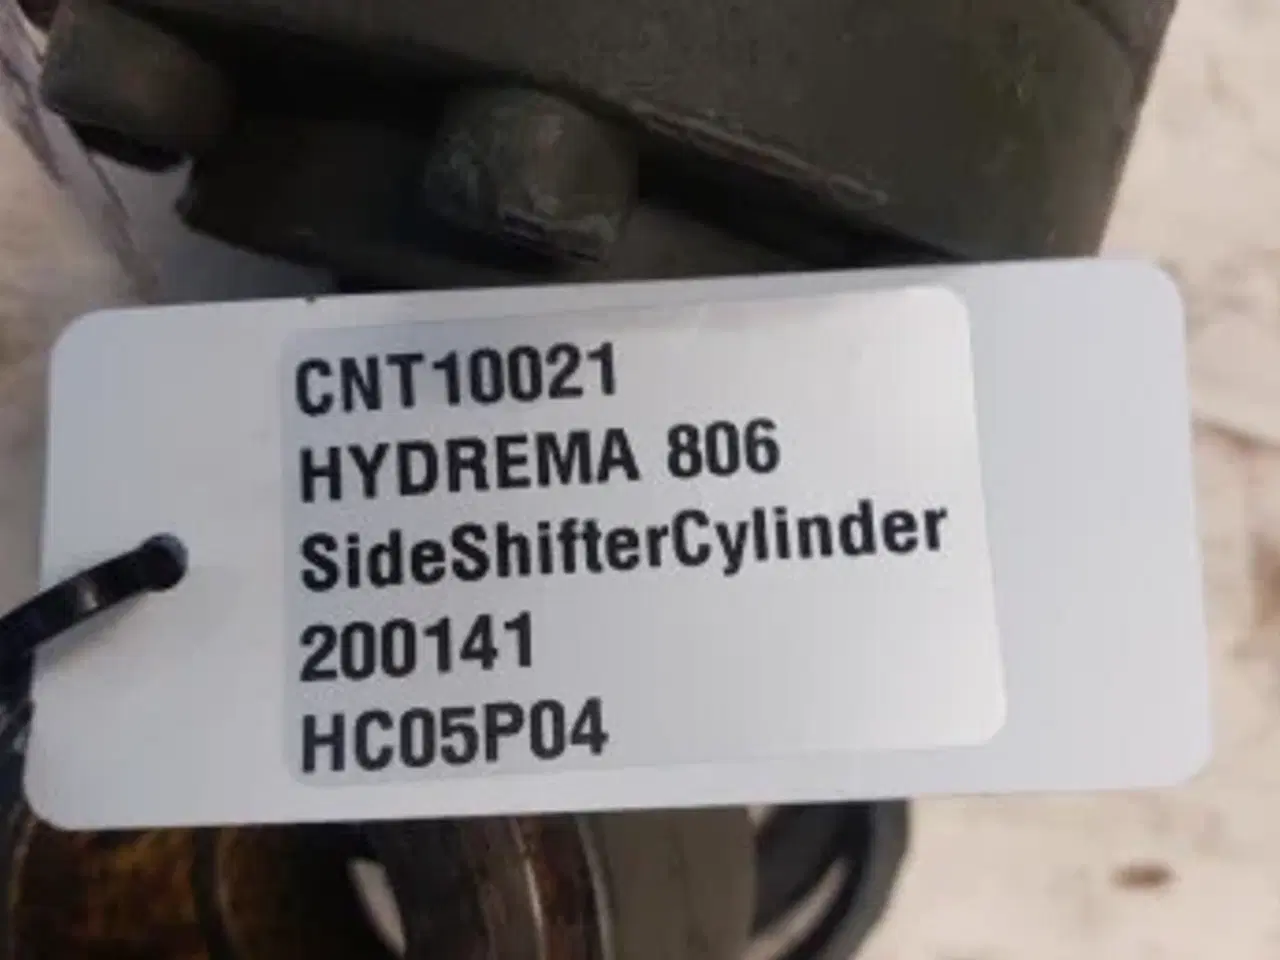 CNT10021
HYDREMA 806
SideShifterCylinder
200141
HC05P04